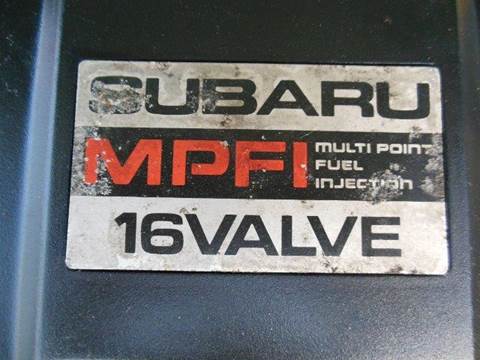 SUBARU
MPFI
MULTI POINT
FUEL
INJECTION
16VALVE